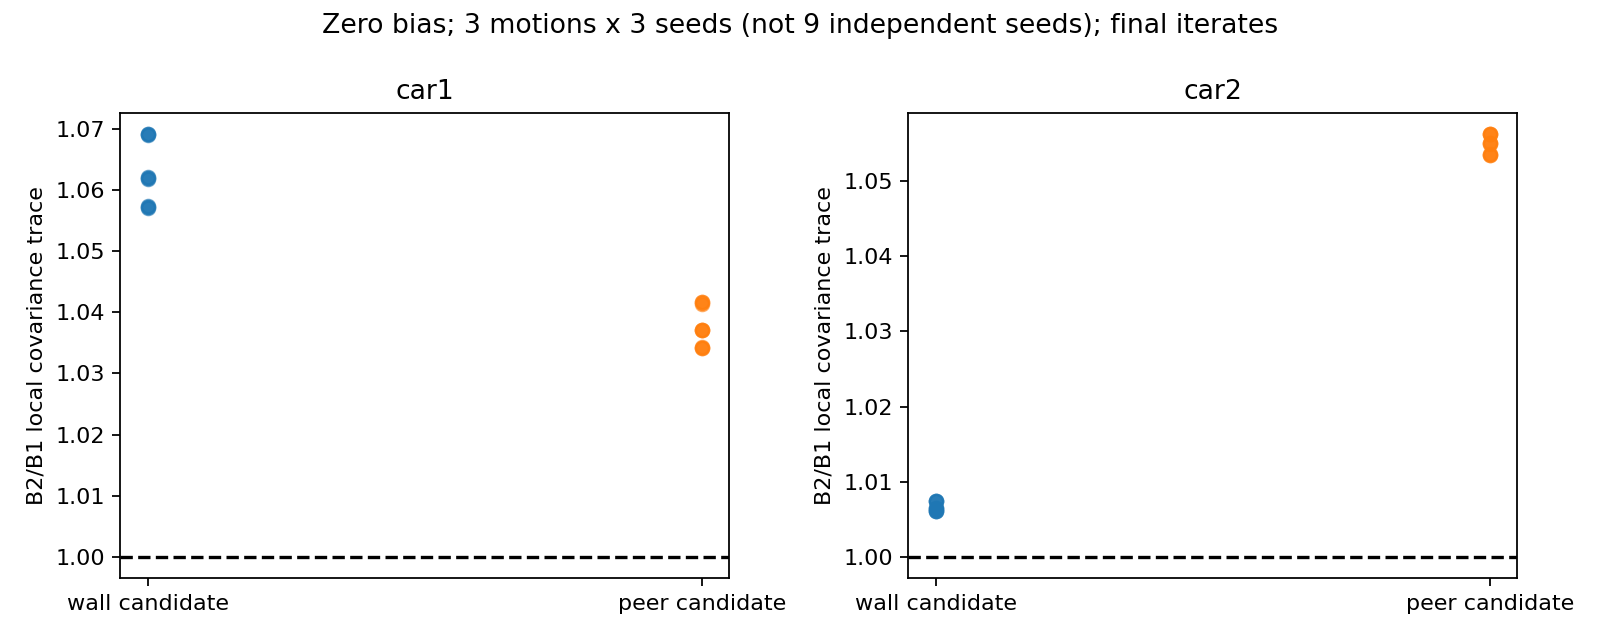 Zero bias; 3 motions x 3 seeds (not 9 independent seeds); final iterates
car1
B2/B1 local covariance trace
1.07
1.06
1.05
1.04
1.03
1.02
1.01
1.00
wall candidate
peer candidate
car2
B2/B1 local covariance trace
1.05
1.04
1.03
1.02
1.01
1.00
wall candidate
peer candidate